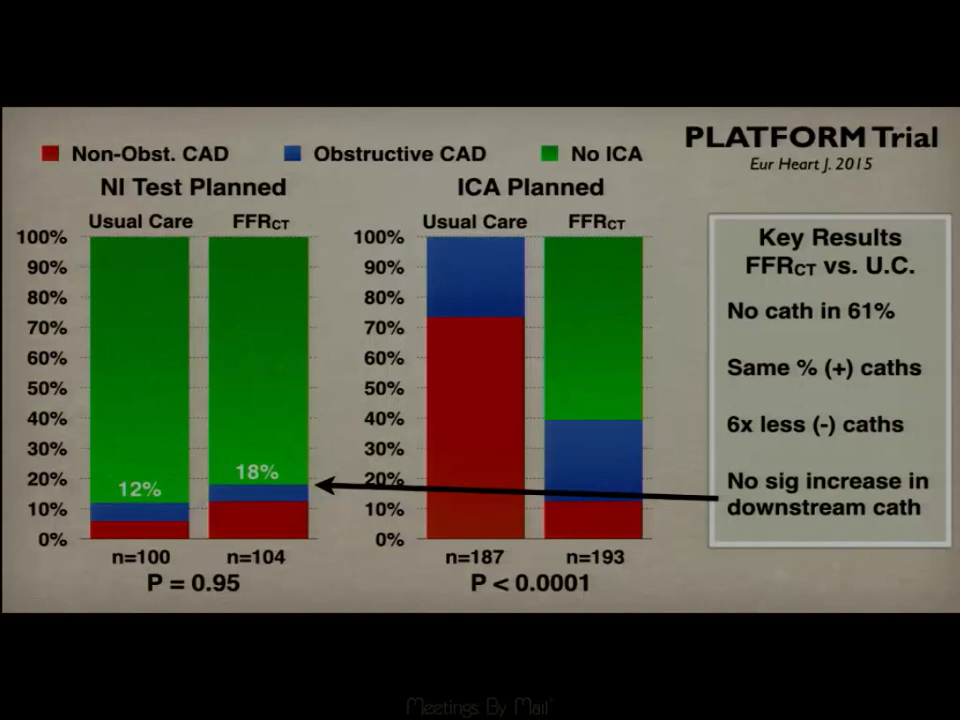 PLATFORM Trial
Eur Heart J. 2015
Non-Obst. CAD
Obstructive CAD
No ICA
NI Test Planned
Usual Care
FFRCT
100%
90%
80%
70%
60%
50%
40%
30%
20%
10%
0%
12%
18%
n=100
n=104
P = 0.95
ICA Planned
Usual Care
FFRCT
100%
90%
80%
70%
60%
50%
40%
30%
20%
10%
0%
n=187
n=193
P < 0.0001
Key Results
FFRCT vs. U.C.
No cath in 61%
Same % (+) caths
6x less (-) caths
No sig increase in
downstream cath
Meetings By Mail